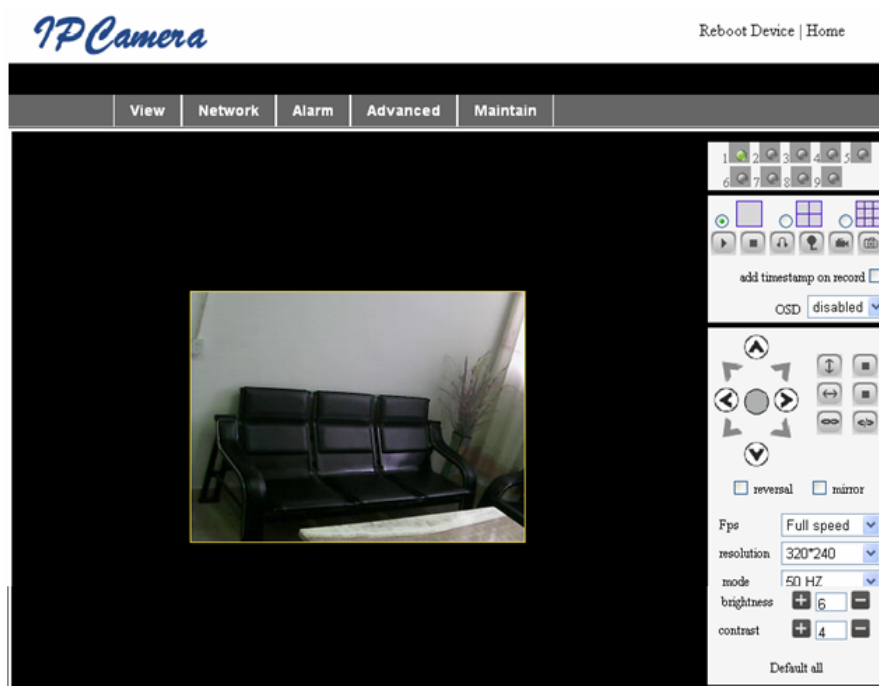 IPCamera
Reboot Device | Home
View Network Alarm Advanced Maintain
1 2 3 4 5
6 7 8 9
add timestamp on record
OSD disabled
reversal mirror
Fps Full speed
resolution 320*240
mode 50 HZ
brightness 6
contrast 4
Default all